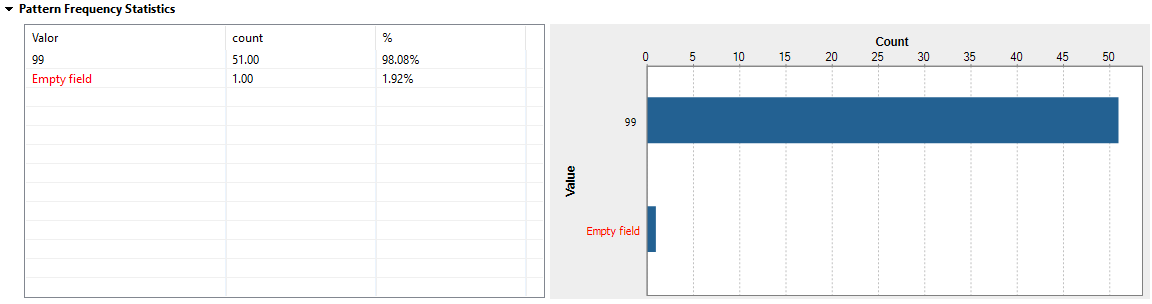 Pattern Frequency Statistics
Valor count %
99 51.00 98.08%
Empty field 1.00 1.92%
Count
0 5 10 15 20 25 30 35 40 45 50
99
Value
Empty field